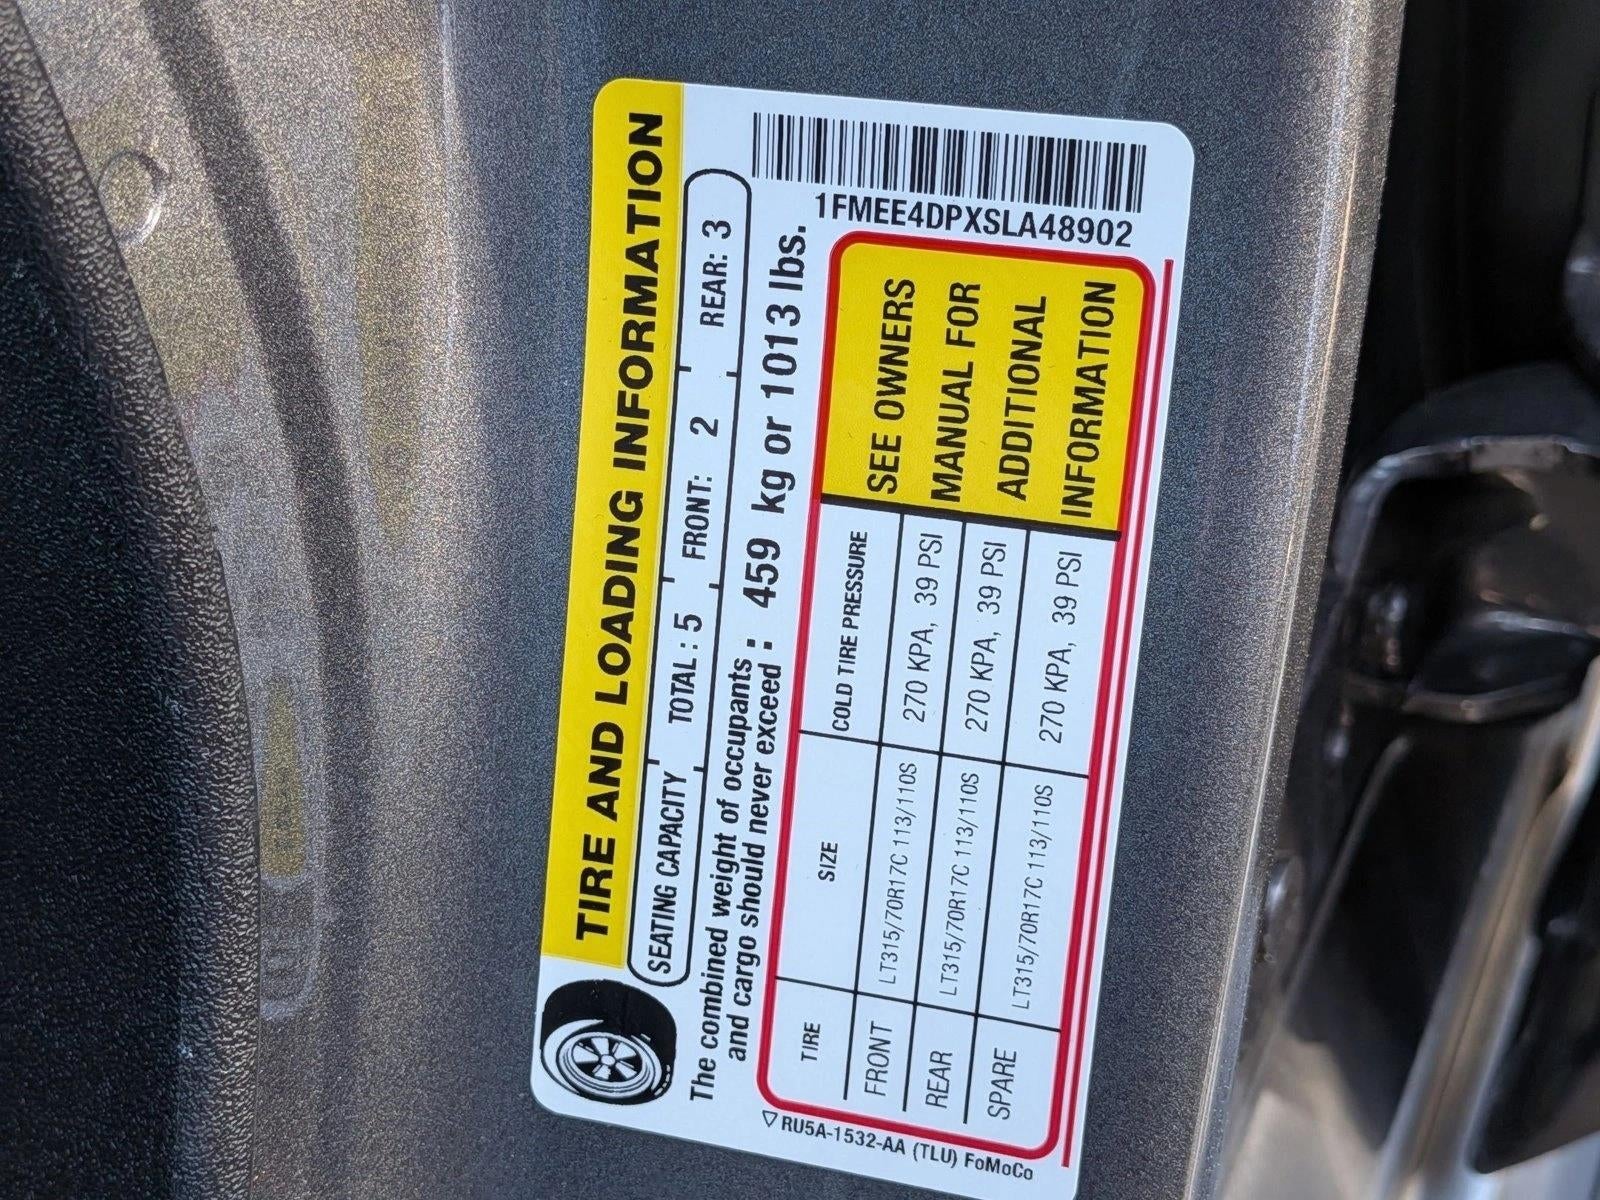 TIRE AND LOADING INFORMATION
SEATING CAPACITY TOTAL: 5 FRONT: 2 REAR: 3
The combined weight of occupants and cargo should never exceed : 459 kg or 1013 lbs.
1FMEE4DPXSLA48902
TIRE SIZE COLD TIRE PRESSURE
FRONT LT315/70R17C 113/110S 270 KPA, 39 PSI
REAR LT315/70R17C 113/110S 270 KPA, 39 PSI
SPARE LT315/70R17C 113/110S 270 KPA, 39 PSI
SEE OWNERS
MANUAL FOR
ADDITIONAL
INFORMATION
RU5A-1532-AA (TLU) FoMoCo